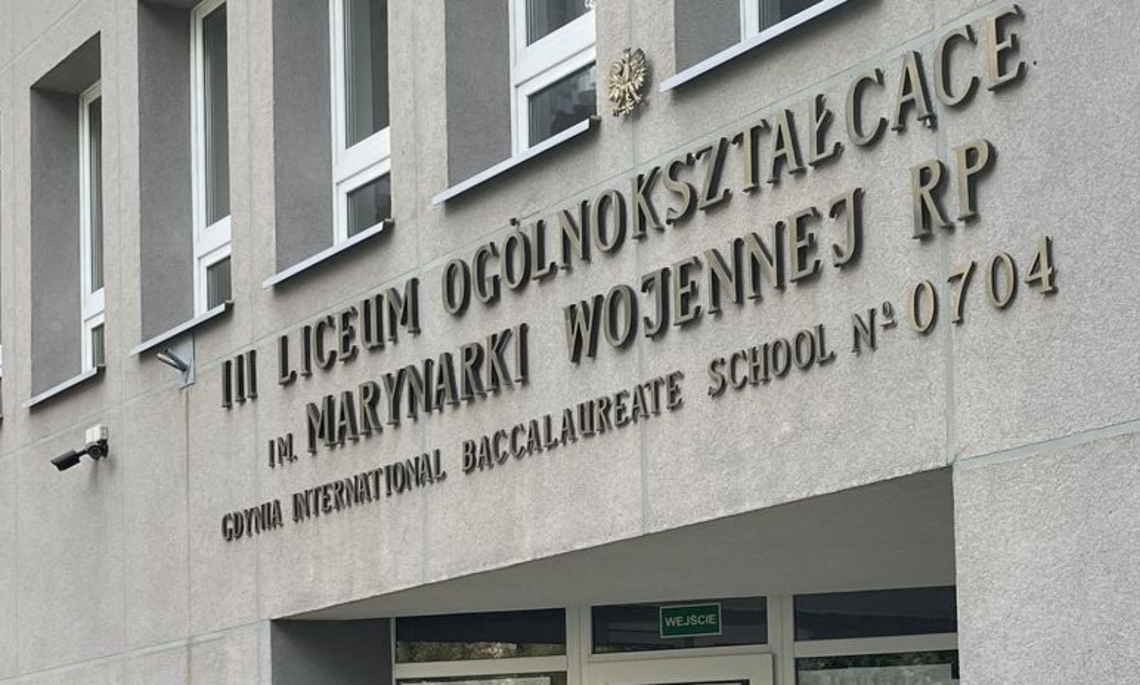 III LICEUM OGÓLNOKSZTAŁCĄCE
IM. MARYNARKI WOJENNEJ RP
GDYNIA INTERNATIONAL BACCALAUREATE SCHOOL Nº 0704
WEJŚCIE